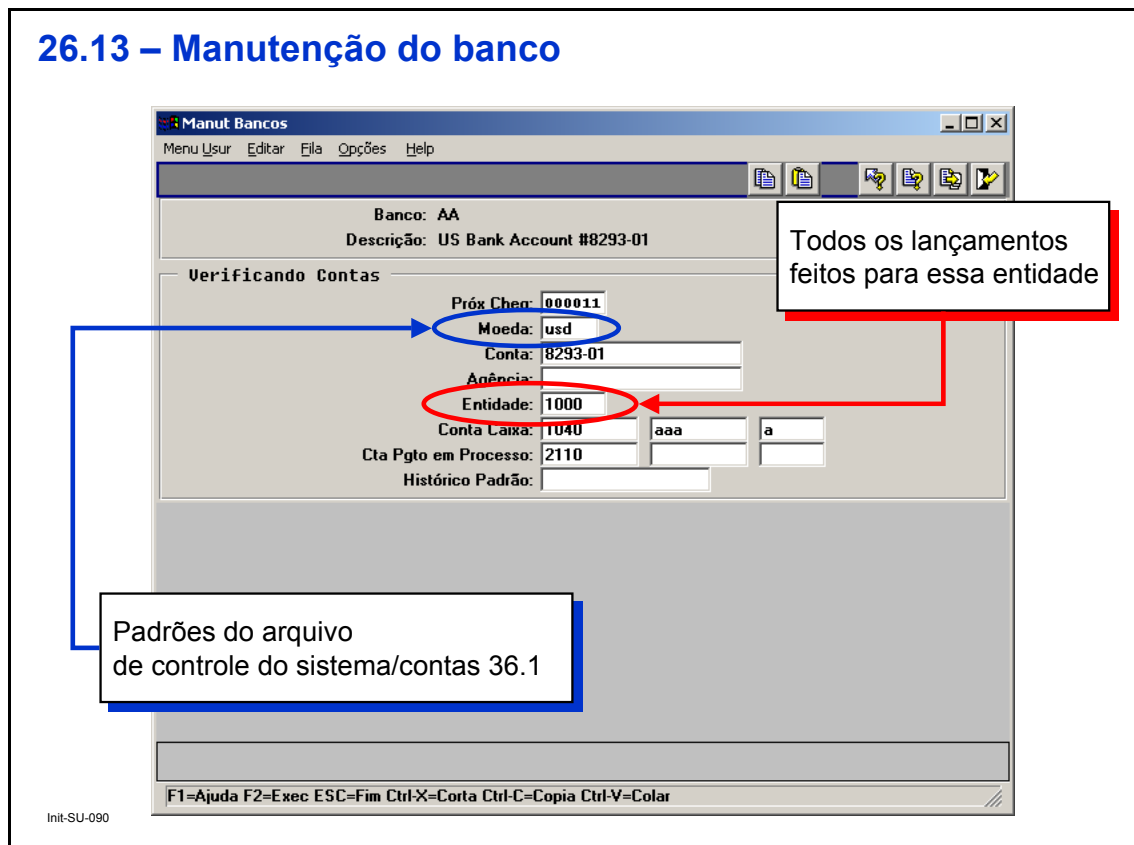 26.13 – Manutenção do banco
Manut Bancos
Menu Usur Editar Fila Opções Help
Banco: AA
Descrição: US Bank Account #8293-01
Todos os lançamentos
feitos para essa entidade
Verificando Contas
Próx Cheq: 000011
Moeda: usd
Conta: 8293-01
Agência:
Entidade: 1000
Conta Caixa: 1040 aaa a
Cta Pgto em Processo: 2110
Histórico Padrão:
Padrões do arquivo
de controle do sistema/contas 36.1
F1=Ajuda F2=Exec ESC=Fim Ctrl-X=Corta Ctrl-C=Copia Ctrl-V=Colar
Init-SU-090